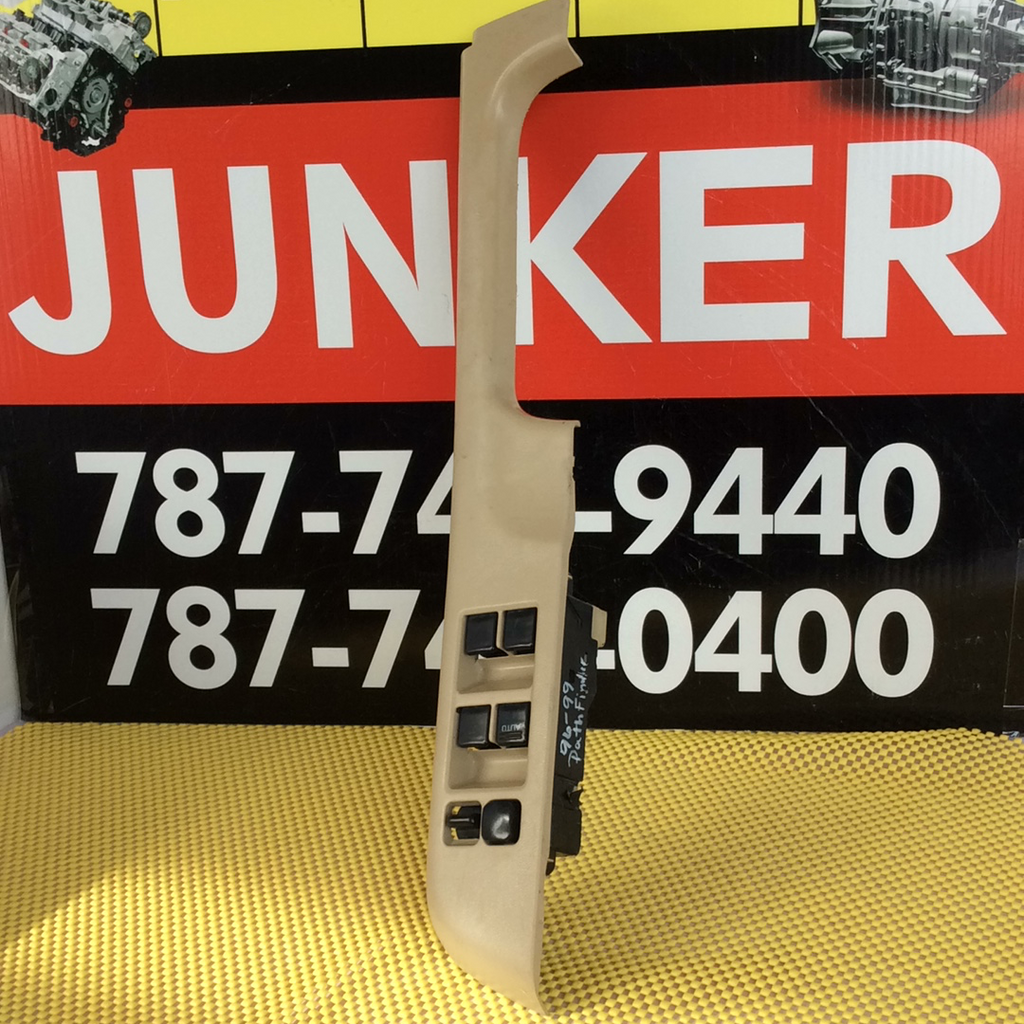 JUNKER
787-74 -9440
787-74 -0400
AUTO
96-99
PathFinder